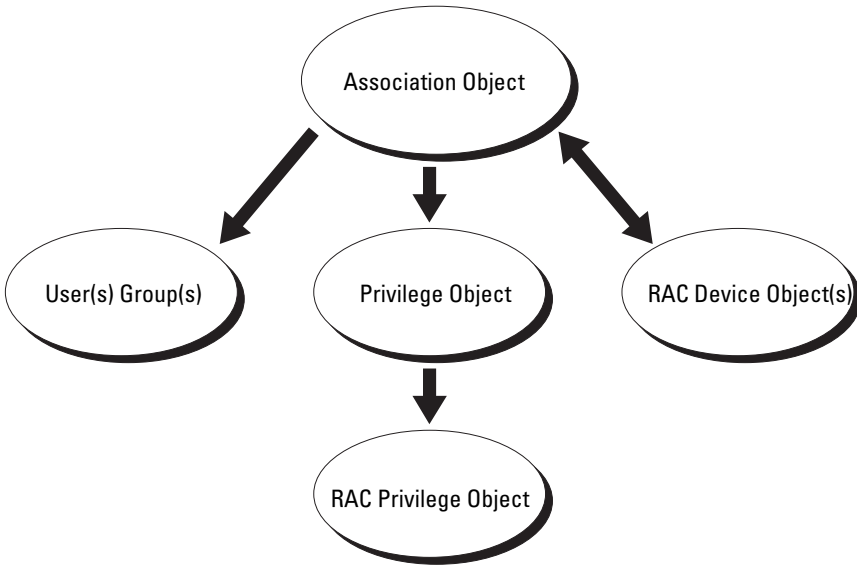 Association Object
User(s) Group(s)
Privilege Object
RAC Device Object(s)
RAC Privilege Object